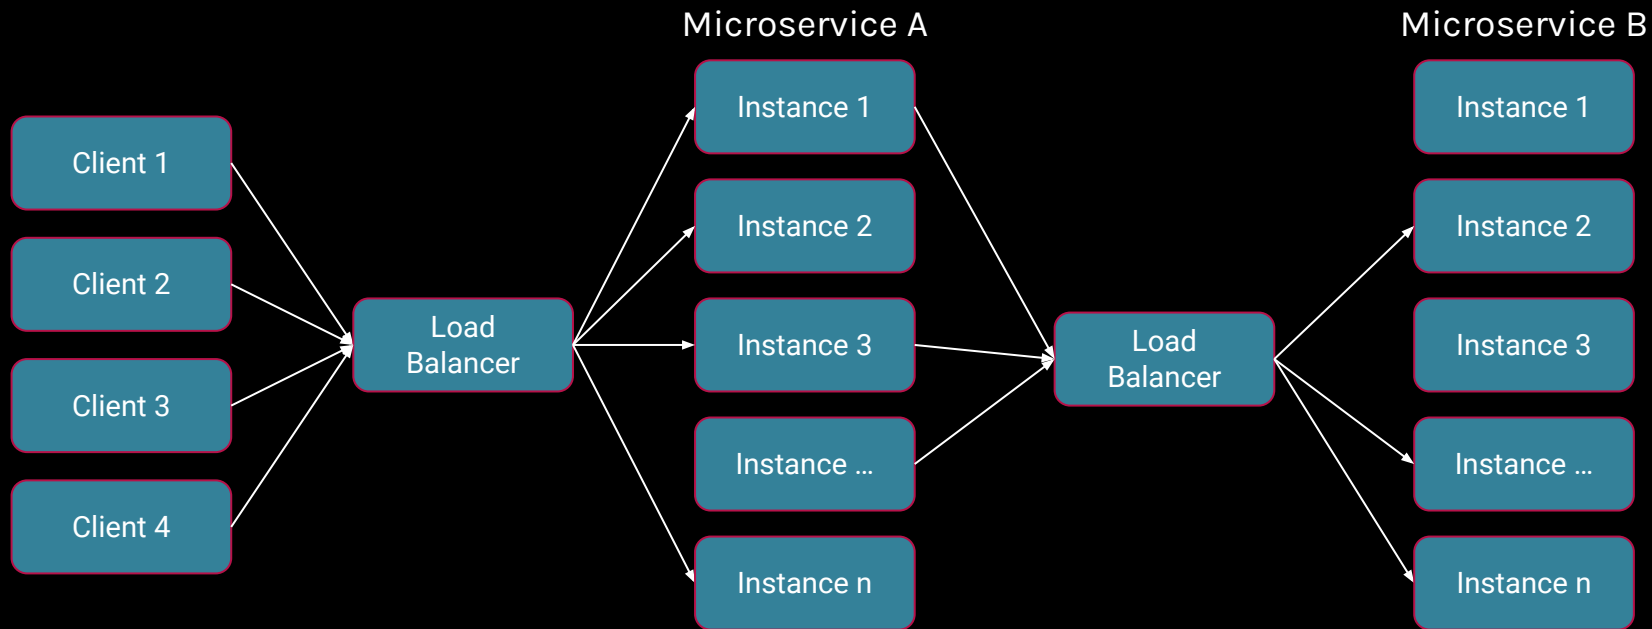 Microservice A
Microservice B
Client 1
Client 2
Client 3
Client 4
Load
Balancer
Instance 1
Instance 2
Instance 3
Instance ...
Instance n
Load
Balancer
Instance 1
Instance 2
Instance 3
Instance ...
Instance n